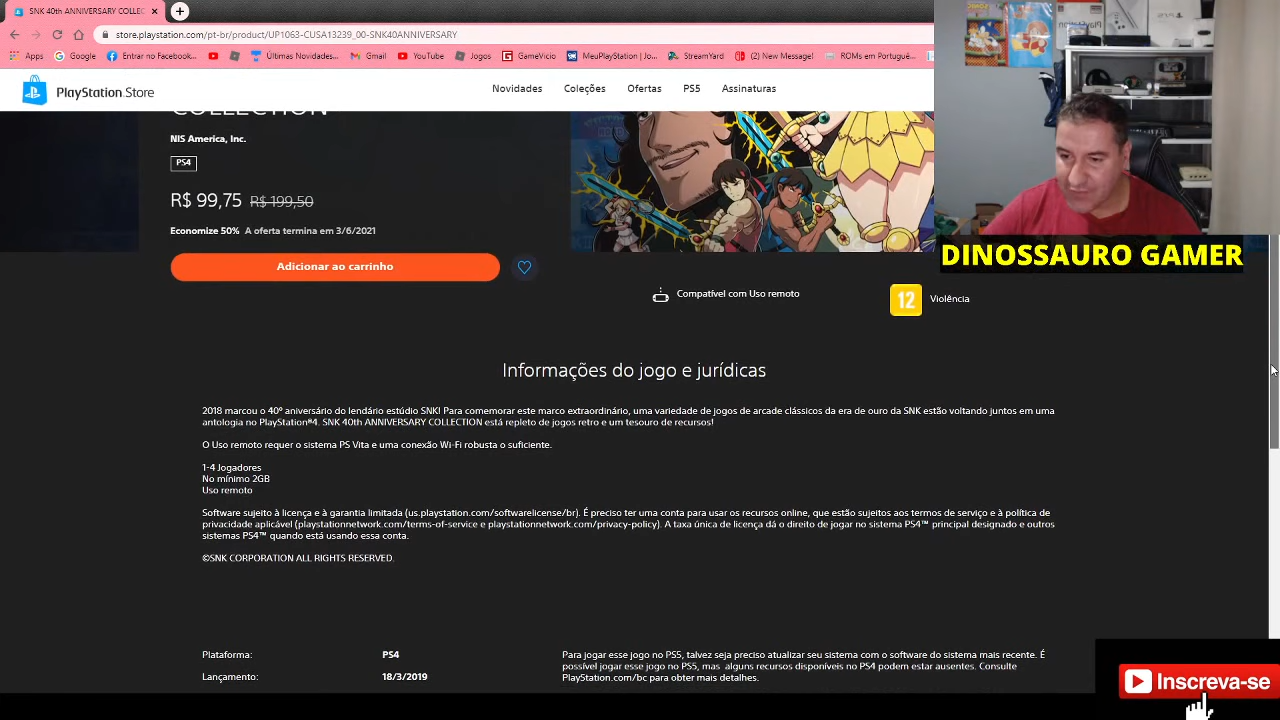 SNK 40th ANNIVERSARY COLLEC
store.playstation.com/pt-br/product/UP1063-CUSA13239_00-SNK40ANNIVERSARY
Apps
Google
Entrar no Facebook...
Últimas Novidades...
Gmail
YouTube
Jogos
GameVicio
MeuPlayStation | Jo...
StreamYard
(2) New Message!
ROMs em Portuguê...
PlayStation.Store
Novidades
Coleções
Ofertas
PS5
Assinaturas
COLLECTION
NIS America, Inc.
PS4
R$ 99,75 R$ 199,50
Economize 50% A oferta termina em 3/6/2021
Adicionar ao carrinho
DINOSSAURO GAMER
Compatível com Uso remoto
12 Violência
Informações do jogo e jurídicas
2018 marcou o 40º aniversário do lendário estúdio SNK! Para comemorar este marco extraordinário, uma variedade de jogos de arcade clássicos da era de ouro da SNK estão voltando juntos em uma
antologia no PlayStation®4. SNK 40th ANNIVERSARY COLLECTION está repleto de jogos retro e um tesouro de recursos!
O Uso remoto requer o sistema PS Vita e uma conexão Wi-Fi robusta o suficiente.
1-4 Jogadores
No mínimo 2GB
Uso remoto
Software sujeito à licença e à garantia limitada (us.playstation.com/softwarelicense/br). É preciso ter uma conta para usar os recursos online, que estão sujeitos aos termos de serviço e à política de
privacidade aplicável (playstationnetwork.com/terms-of-service e playstationnetwork.com/privacy-policy). A taxa única de licença dá o direito de jogar no sistema PS4™ principal designado e outros
sistemas PS4™ quando está usando essa conta.
©SNK CORPORATION ALL RIGHTS RESERVED.
Plataforma: PS4
Lançamento: 18/3/2019
Para jogar esse jogo no PS5, talvez seja preciso atualizar seu sistema com o software do sistema mais recente. É
possível jogar esse jogo no PS5, mas alguns recursos disponíveis no PS4 podem estar ausentes. Consulte
PlayStation.com/bc para obter mais detalhes.
Inscreva-se